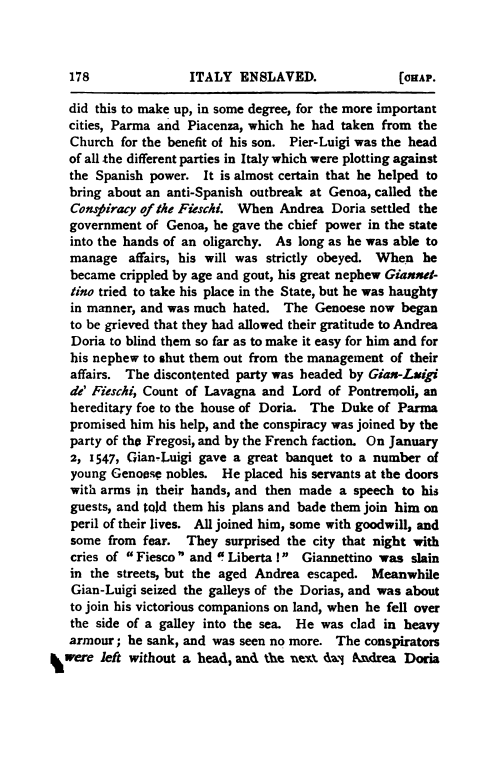 178 ITALY ENSLAVED. [CHAP.
did this to make up, in some degree, for the more important
cities, Parma and Piacenza, which he had taken from the
Church for the benefit of his son. Pier-Luigi was the head
of all the different parties in Italy which were plotting against
the Spanish power. It is almost certain that he helped to
bring about an anti-Spanish outbreak at Genoa, called the
Conspiracy of the Fieschi. When Andrea Doria settled the
government of Genoa, he gave the chief power in the state
into the hands of an oligarchy. As long as he was able to
manage affairs, his will was strictly obeyed. When he
became crippled by age and gout, his great nephew Giannet-
tino tried to take his place in the State, but he was haughty
in manner, and was much hated. The Genoese now began
to be grieved that they had allowed their gratitude to Andrea
Doria to blind them so far as to make it easy for him and for
his nephew to shut them out from the management of their
affairs. The discontented party was headed by Gian-Luigi
de' Fieschi, Count of Lavagna and Lord of Pontremoli, an
hereditary foe to the house of Doria. The Duke of Parma
promised him his help, and the conspiracy was joined by the
party of the Fregosi, and by the French faction. On January
2, 1547, Gian-Luigi gave a great banquet to a number of
young Genoese nobles. He placed his servants at the doors
with arms in their hands, and then made a speech to his
guests, and told them his plans and bade them join him on
peril of their lives. All joined him, some with goodwill, and
some from fear. They surprised the city that night with
cries of "Fiesco" and "Liberta!" Giannettino was slain
in the streets, but the aged Andrea escaped. Meanwhile
Gian-Luigi seized the galleys of the Dorias, and was about
to join his victorious companions on land, when he fell over
the side of a galley into the sea. He was clad in heavy
armour; he sank, and was seen no more. The conspirators
were left without a head, and the next day Andrea Doria